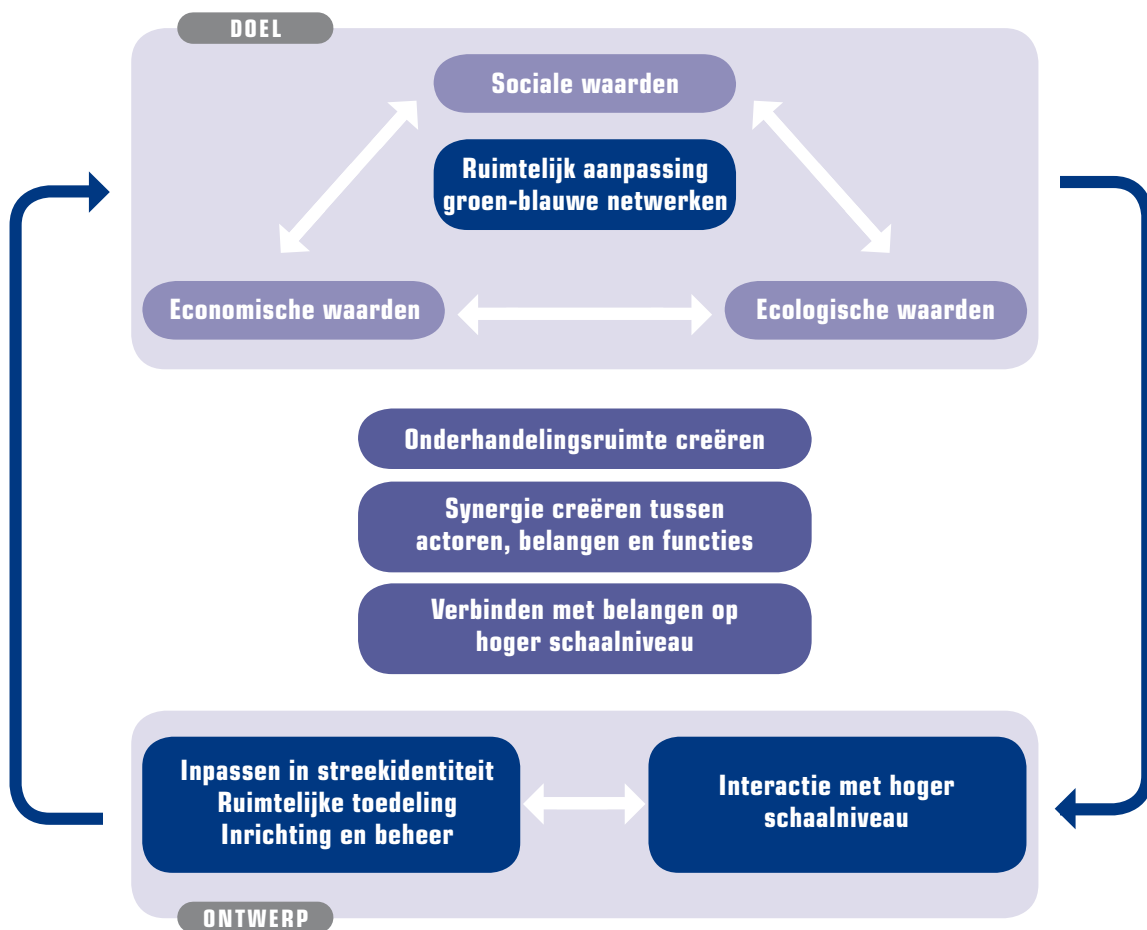 DOEL
Sociale waarden
Ruimtelijk aanpassing
groen-blauwe netwerken
Economische waarden
Ecologische waarden
Onderhandelingsruimte creëren
Synergie creëren tussen
actoren, belangen en functies
Verbinden met belangen op
hoger schaalniveau
Inpassen in streekidentiteit
Ruimtelijke toedeling
Inrichting en beheer
Interactie met hoger
schaalniveau
ONTWERP